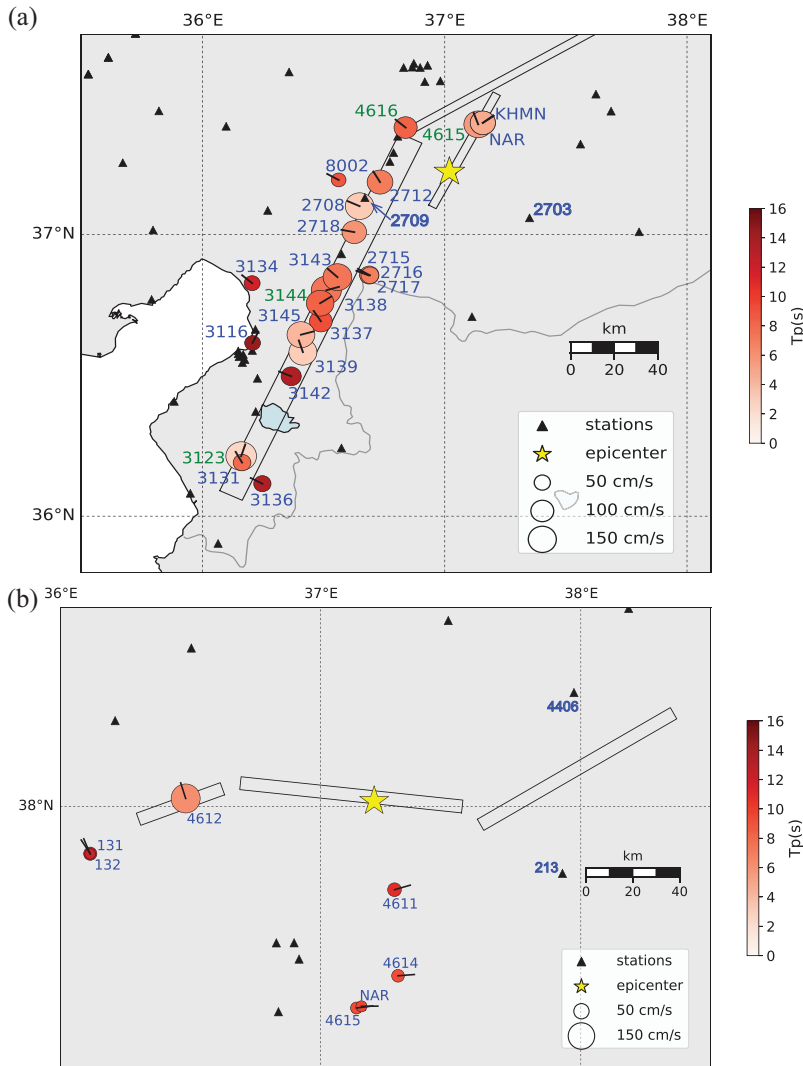 (a)
36°E 37°E 38°E
4616
KHMN
4615
NAR
8002
2712
2708
2709
2703
2718
37°N
3143
2715
3134
2716
2717
3144
3138
3145
3116
3137
3139
3142
3123
3131
3136
36°N
km
0 20 40
stations
epicenter
50 cm/s
100 cm/s
150 cm/s
16
14
12
10
8
6
4
2
0
Tp(s)
(b)
36°E 37°E 38°E
4406
38°N
4612
131
132
213
km
0 20 40
4611
4614
NAR
4615
stations
epicenter
50 cm/s
150 cm/s
16
14
12
10
8
6
4
2
0
Tp(s)